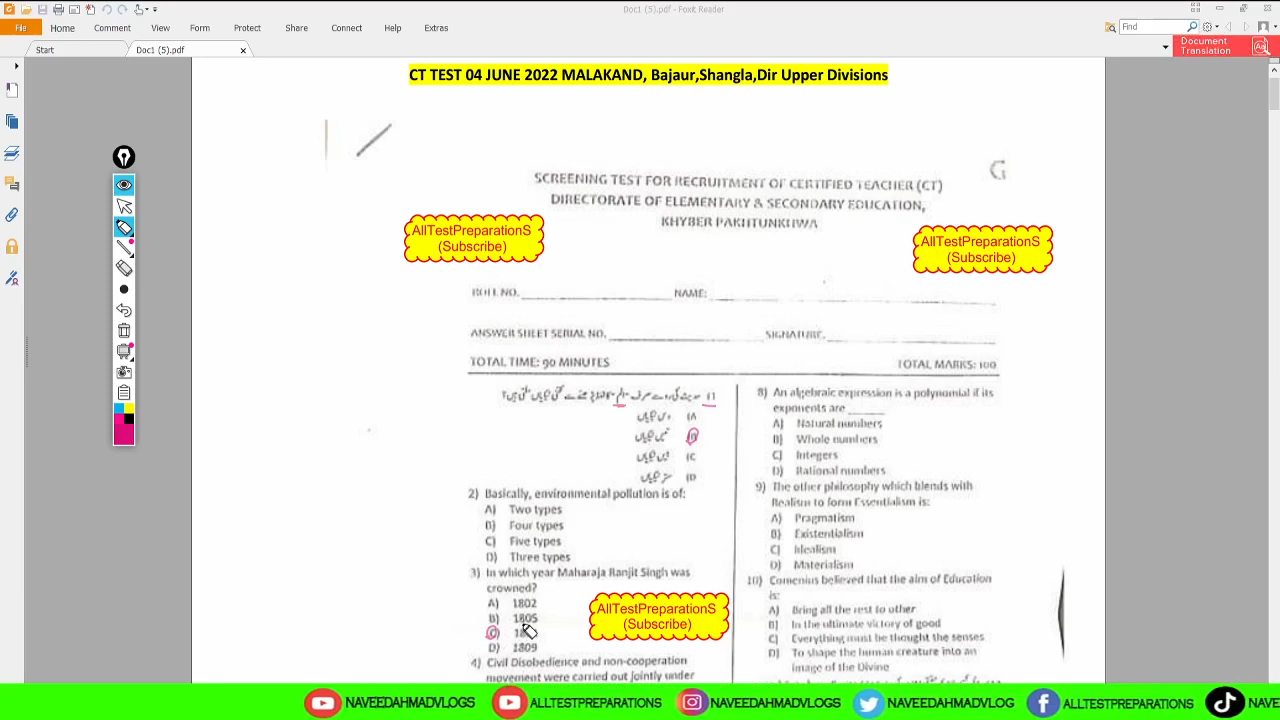 Doc1 (5).pdf - Foxit Reader
File Home Comment View Form Protect Share Connect Help Extras
Find
Start
Doc1 (5).pdf
Document
Translation
CT TEST 04 JUNE 2022 MALAKAND, Bajaur,Shangla,Dir Upper Divisions
G
SCREENING TEST FOR RECRUITMENT OF CERTIFIED TEACHER (CT)
DIRECTORATE OF ELEMENTARY & SECONDARY EDUCATION,
KHYBER PAKHTUNKHWA
AllTestPreparationS
(Subscribe)
AllTestPreparationS
(Subscribe)
ROLL NO. NAME:
ANSWER SHEET SERIAL NO. SIGNATURE.
TOTAL TIME: 90 MINUTES TOTAL MARKS: 100
(A
(B تیس نیکیاں
(C
(D ستر نیکیاں
2) Basically, environmental pollution is of:
A) Two types
B) Four types
C) Five types
D) Three types
3) In which year Maharaja Ranjit Singh was
crowned?
A) 1802
B) 1805
C)
D) 1809
4) Civil Disobedience and non-cooperation
movement were carried out jointly under
AllTestPreparationS
(Subscribe)
8) An algebraic expression is a polynomial if its
exponents are ______
A) Natural numbers
B) Whole numbers
C) Integers
D) Rational numbers
9) The other philosophy which blends with
Realism to form Essentialism is:
A) Pragmatism
B) Existentialism
C) Idealism
D) Materialism
10) Comenius believed that the aim of Education
is:
A) Bring all the rest to other
B) In the ultimate victory of good
C) Everything must be thought the senses
D) To shape the human creature into an
image of the Divine
NAVEEDAHMADVLOGS ALLTESTPREPARATIONS NAVEEDAHMADVLOGS NAVEEDAHMADVLOG ALLTESTPREPARATIONS NAVE